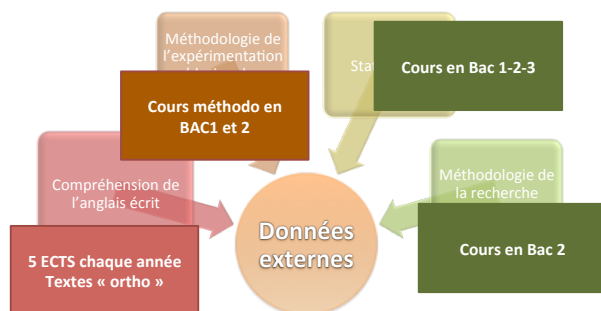 Méthodologie de
l'expérimentation
Cours méthodo en
BAC1 et 2
Cours en Bac 1-2-3
Compréhension de
l'anglais écrit
5 ECTS chaque année
Textes « ortho »
Méthodologie de
la recherche
Cours en Bac 2
Données
externes